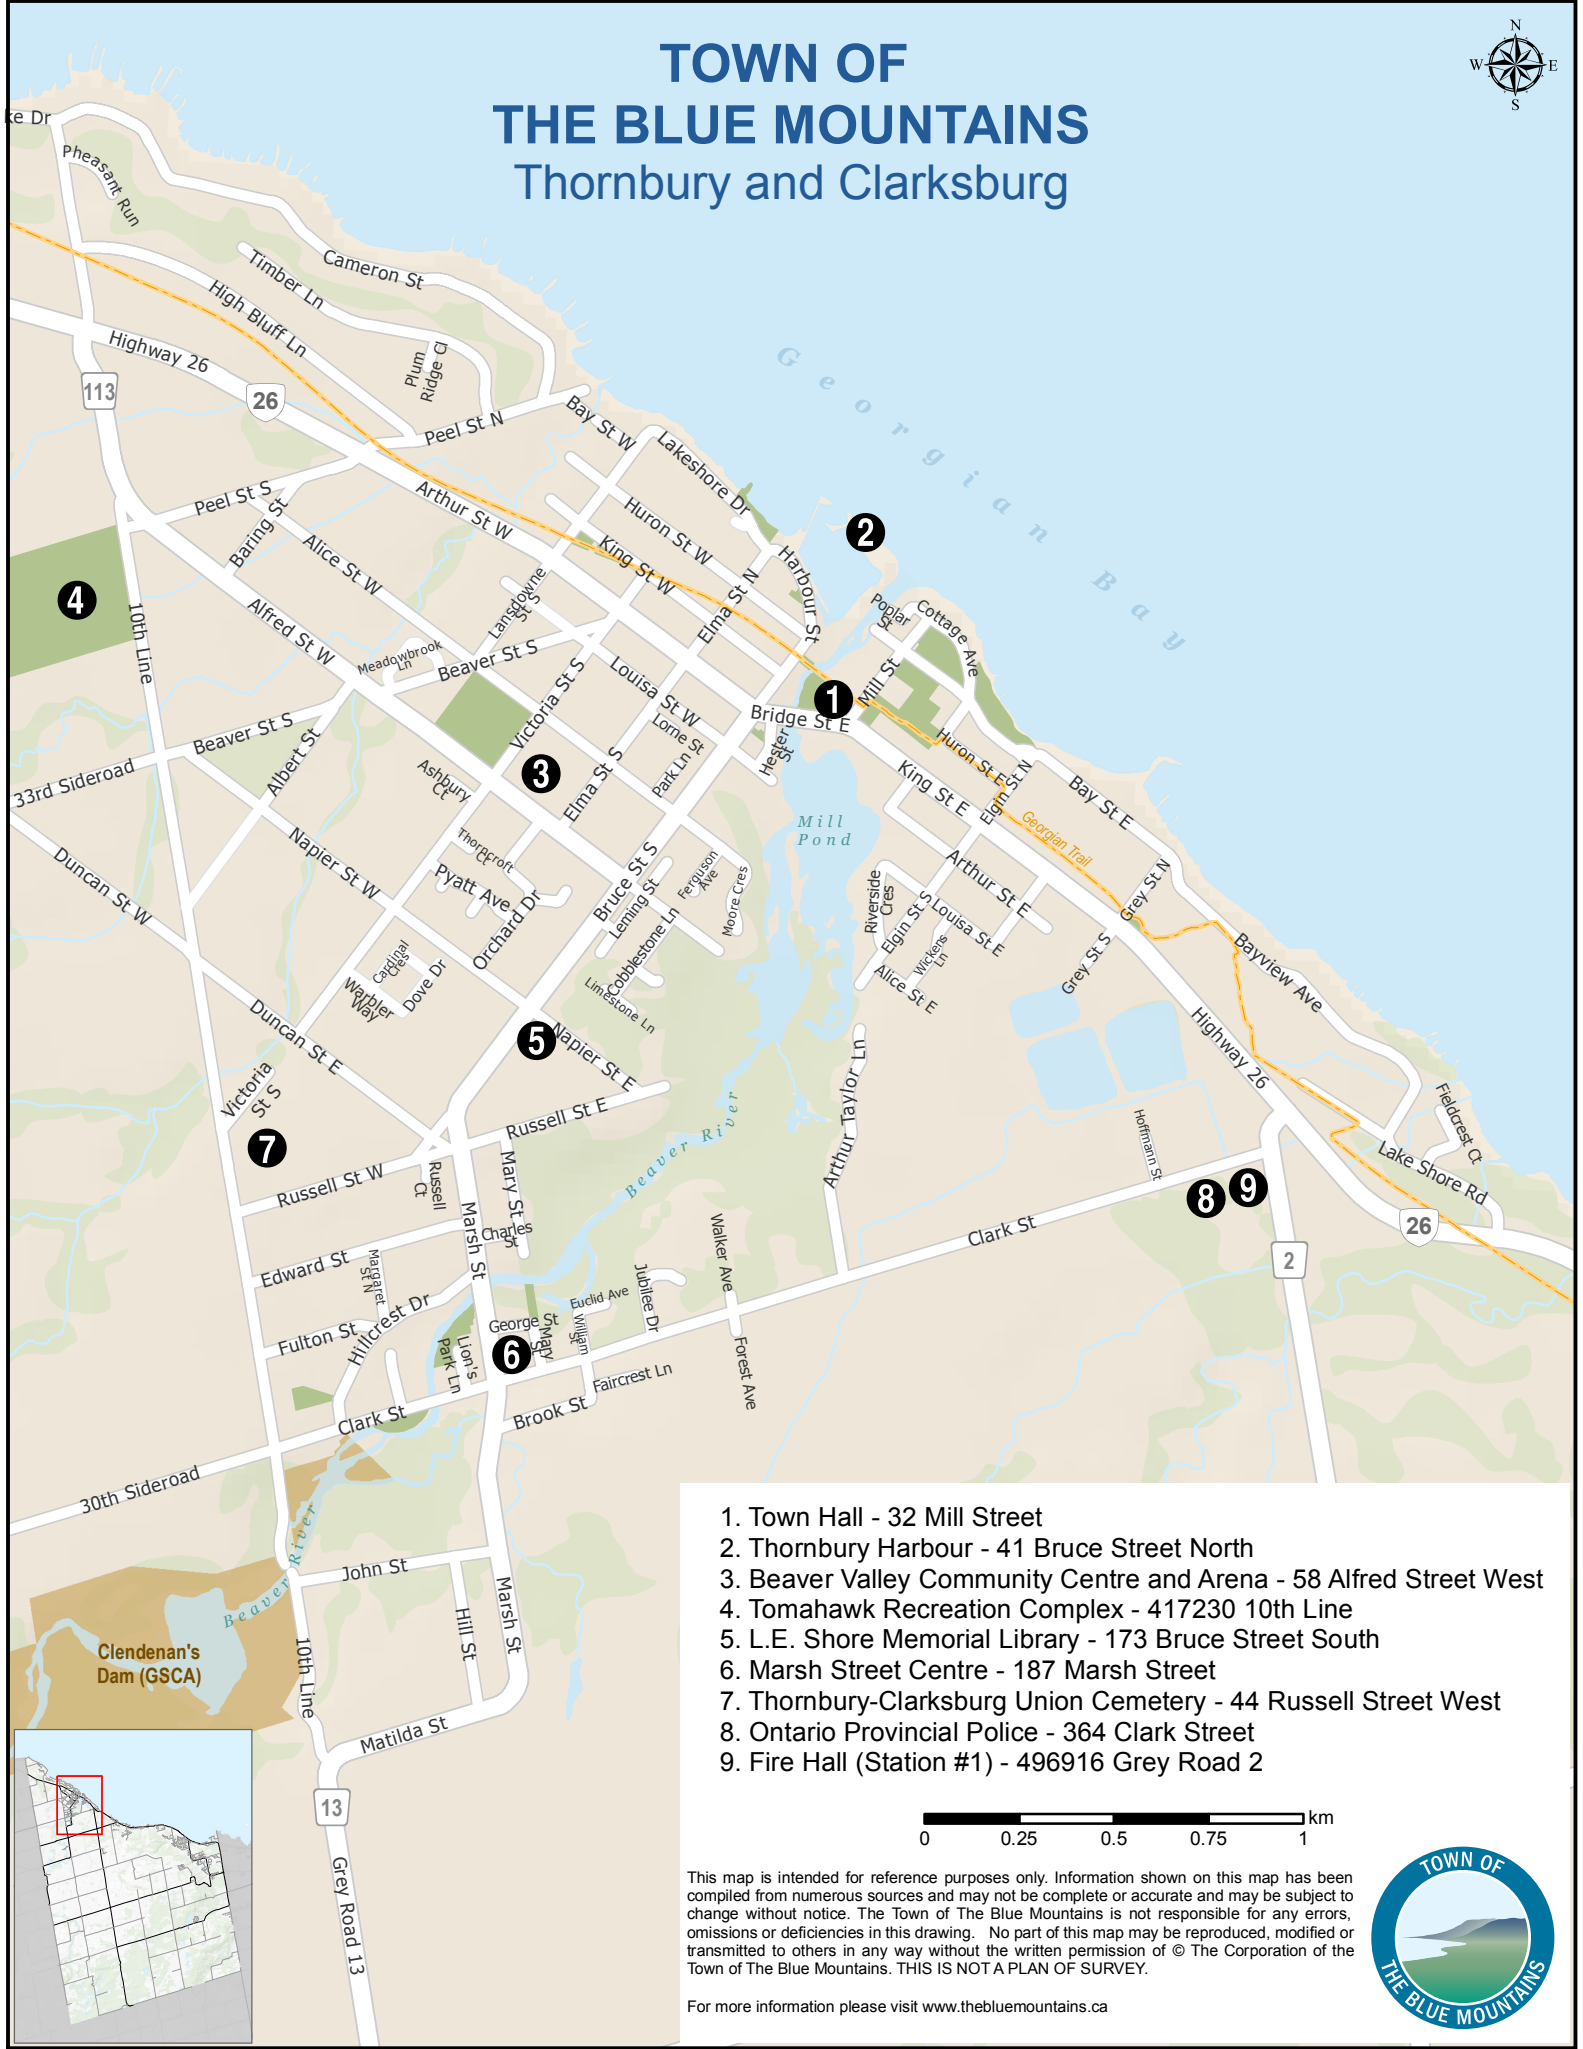 TOWN OF
THE BLUE MOUNTAINS
Thornbury and Clarksburg
N
W
E
S
ke Dr
Pheasant Run
Cameron St
Timber Ln
High Bluff Ln
Highway 26
Plum
Ridge Cl
113
26
Peel St N
Bay St W
Lakeshore Dr
Georgian Bay
Peel St S
Arthur St W
Huron St W
Baring St
Alice St W
King St W
Harbour St
2
Lansdowne
St S
Elma St N
Poplar
St
Cottage Ave
4
10th Line
Alfred St W
Meadowbrook
Ln
Beaver St S
Victoria St S
Louisa St W
Mill St
1
Lorne St
Bridge St E
Hester
St
Beaver St S
Albert St
33rd Sideroad
Ashbury
Ct
3
Elma St S
Park Ln
Huron St E
King St E
Elgin St N
Bay St E
Georgian Trail
Mill
Pond
Duncan St W
Napier St W
Thorncroft
Ct
Pyatt Ave
Orchard Dr
Bruce St S
Leming St
Ferguson
Ave
Moore Cres
Cobblestone Ln
Riverside
Cres
Arthur St E
Elgin St S
Louisa St E
Wickens
Ln
Alice St E
Grey St N
Grey St S
Bayview Ave
Cardinal
Cres
Warbler
Way
Dove Dr
Limestone Ln
Duncan St E
5
Napier St E
Highway 26
Victoria
St S
7
Russell St E
Beaver River
Arthur Taylor Ln
Hoffmann St
Fieldcrest Ct
Lake Shore Rd
Russell St W
Russell
Ct
Mary St
Marsh St
Charles
St
Walker Ave
Clark St
8
9
26
2
Edward St
Margaret
St N
Hillcrest Dr
Fulton St
Jubilee Dr
Euclid Ave
George St
Mary
St
William
St
Lion's
Park Ln
6
Forest Ave
Faircrest Ln
Clark St
Brook St
30th Sideroad
Beaver River
John St
Hill St
Marsh St
Clendenan's
Dam (GSCA)
10th Line
Matilda St
13
Grey Road 13
1. Town Hall - 32 Mill Street
2. Thornbury Harbour - 41 Bruce Street North
3. Beaver Valley Community Centre and Arena - 58 Alfred Street West
4. Tomahawk Recreation Complex - 417230 10th Line
5. L.E. Shore Memorial Library - 173 Bruce Street South
6. Marsh Street Centre - 187 Marsh Street
7. Thornbury-Clarksburg Union Cemetery - 44 Russell Street West
8. Ontario Provincial Police - 364 Clark Street
9. Fire Hall (Station #1) - 496916 Grey Road 2
km
0 0.25 0.5 0.75 1
This map is intended for reference purposes only. Information shown on this map has been
compiled from numerous sources and may not be complete or accurate and may be subject to
change without notice. The Town of The Blue Mountains is not responsible for any errors,
omissions or deficiencies in this drawing. No part of this map may be reproduced, modified or
transmitted to others in any way without the written permission of © The Corporation of the
Town of The Blue Mountains. THIS IS NOT A PLAN OF SURVEY.
For more information please visit www.thebluemountains.ca
TOWN OF
THE BLUE MOUNTAINS